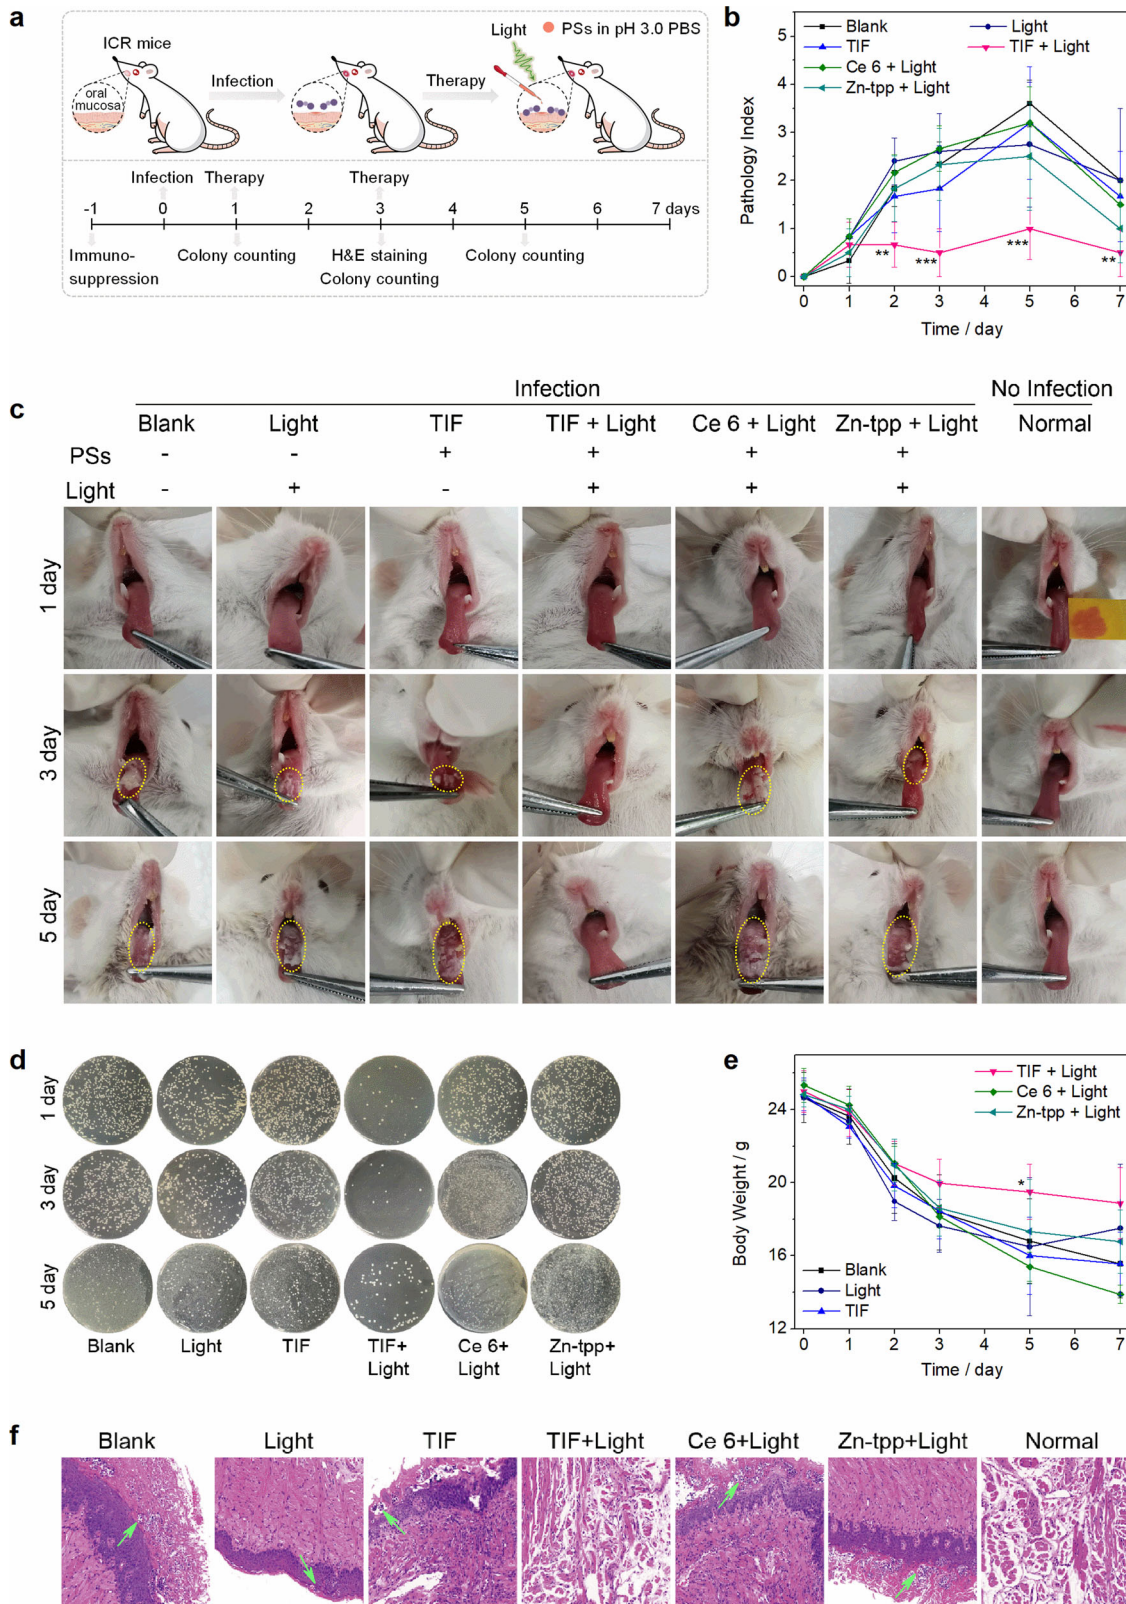 a
ICR mice
oral
mucosa
Infection
Therapy
Light
PSs in pH 3.0 PBS
Infection
Therapy
Therapy
-1
0
1
2
3
4
5
6
7 days
Immuno-
suppression
Colony counting
H&E staining
Colony counting
Colony counting
b
Pathology Index
5
4
3
2
1
0
Blank
Light
TIF
TIF + Light
Ce 6 + Light
Zn-tpp + Light
**
***
***
**
0 1 2 3 4 5 6 7
Time / day
c
Infection
No Infection
Blank Light TIF TIF + Light Ce 6 + Light Zn-tpp + Light Normal
PSs - - + + + +
Light - + - + + +
1 day
3 day
5 day
d
1 day
3 day
5 day
Blank
Light
TIF
TIF+
Light
Ce 6+
Light
Zn-tpp+
Light
e
Body Weight / g
24
20
16
12
TIF + Light
Ce 6 + Light
Zn-tpp + Light
*
Blank
Light
TIF
0 1 2 3 4 5 6 7
Time / day
f
Blank Light TIF TIF+Light Ce 6+Light Zn-tpp+Light Normal